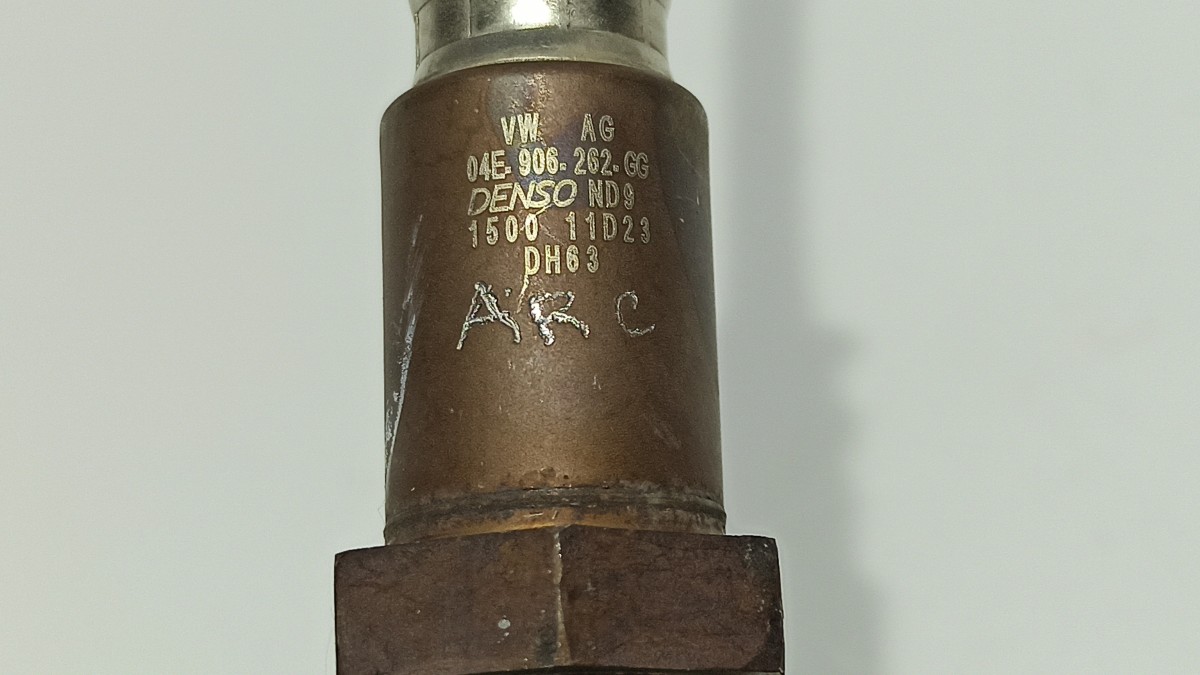 VW AG
04E-906-262-GG
DENSO ND9
1500 11D23
DH63
ARC